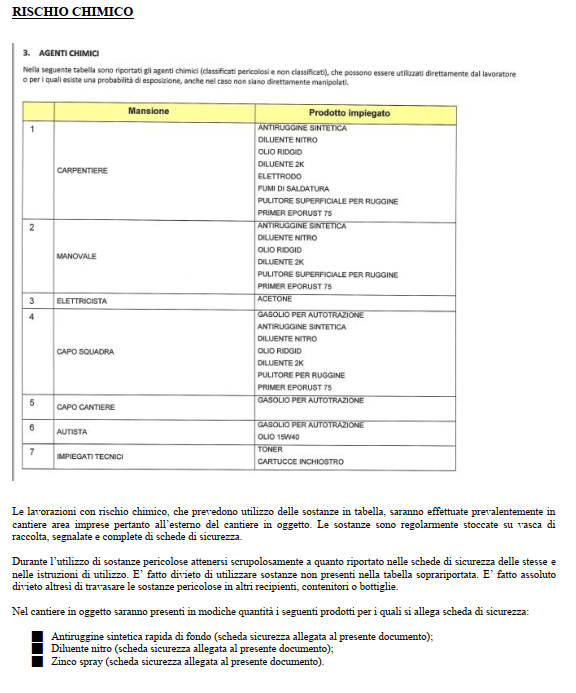 RISCHIO CHIMICO
3. AGENTI CHIMICI
Nella seguente tabella sono riportati gli agenti chimici (classificati pericolosi e non classificati), che possono essere utilizzati direttamente dal lavoratore
o per i quali esiste una probabilità di esposizione, anche nel caso non siano direttamente manipolati.
Mansione Prodotto impiegato
1 CARPENTIERE
ANTIRUGGINE SINTETICA
DILUENTE NITRO
OLIO RIDGID
DILUENTE 2K
ELETTRODO
FUMI DI SALDATURA
PULITORE SUPERFICIALE PER RUGGINE
PRIMER EPORUST 75
2 MANOVALE
ANTIRUGGINE SINTETICA
DILUENTE NITRO
OLIO RIDGID
DILUENTE 2K
PULITORE SUPERFICIALE PER RUGGINE
PRIMER EPORUST 75
3 ELETTRICISTA
ACETONE
4 CAPO SQUADRA
GASOLIO PER AUTOTRAZIONE
ANTIRUGGINE SINTETICA
DILUENTE NITRO
OLIO RIDGID
DILUENTE 2K
PULITORE PER RUGGINE
PRIMER EPORUST 75
5 CAPO CANTIERE
GASOLIO PER AUTOTRAZIONE
6 AUTISTA
GASOLIO PER AUTOTRAZIONE
OLIO 15W40
7 IMPIEGATI TECNICI
TONER
CARTUCCE INCHIOSTRO
Le lavorazioni con rischio chimico, che prevedono utilizzo delle sostanze in tabella, saranno effettuate prevalentemente in
cantiere area imprese pertanto all'esterno del cantiere in oggetto. Le sostanze sono regolarmente stoccate su vasca di
raccolta, segnalate e complete di schede di sicurezza.
Durante l'utilizzo di sostanze pericolose attenersi scrupolosamente a quanto riportato nelle schede di sicurezza delle stesse e
nelle istruzioni di utilizzo. E' fatto divieto di utilizzare sostanze non presenti nella tabella soprariportata. E' fatto assoluto
divieto altresì di travasare le sostanze pericolose in altri recipienti, contenitori o bottiglie.
Nel cantiere in oggetto saranno presenti in modiche quantità i seguenti prodotti per i quali si allega scheda di sicurezza:
Antiruggine sintetica rapida di fondo (scheda sicurezza allegata al presente documento);
Diluente nitro (scheda sicurezza allegata al presente documento);
Zinco spray (scheda sicurezza allegata al presente documento).